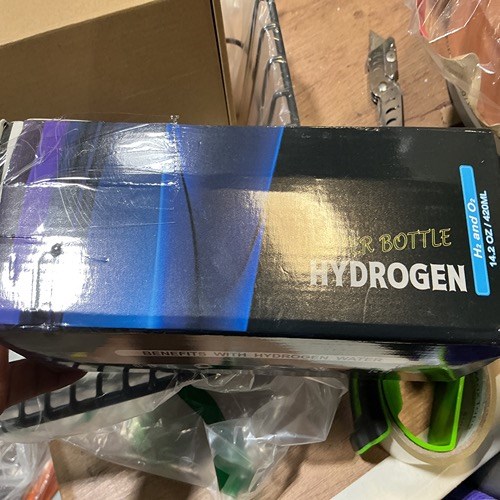 BOTTLE
HYDROGEN
H₂ and O₂
14.2 OZ / 420ML
BENEFITS WITH HYDROGEN WATER